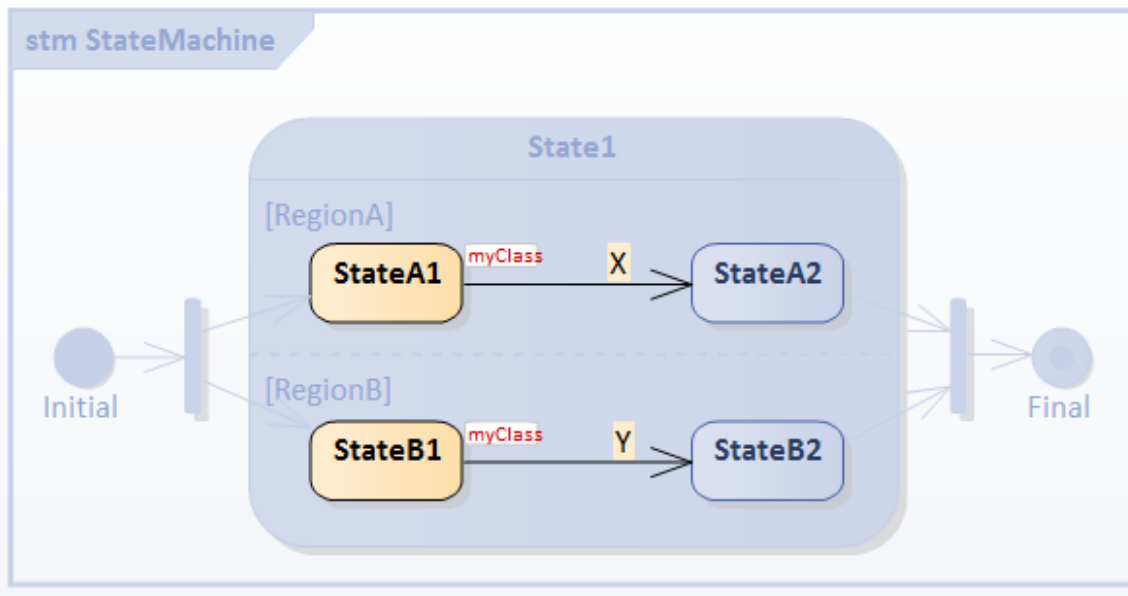 stm StateMachine
State1
[RegionA]
StateA1
myClass
X
StateA2
Initial
[RegionB]
StateB1
myClass
Y
StateB2
Final